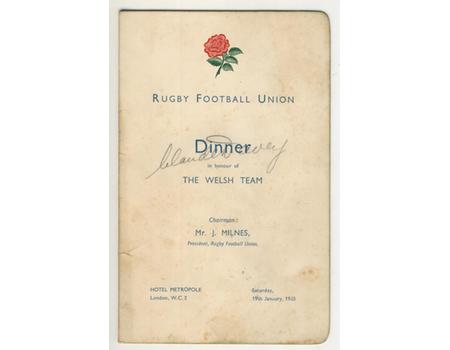 RUGBY FOOTBALL UNION
Dinner
in honour of
THE WELSH TEAM
Chairman:
Mr. J. MILNES,
President, Rugby Football Union.
HOTEL METROPOLE
London, W.C.2
Saturday,
19th January, 1935